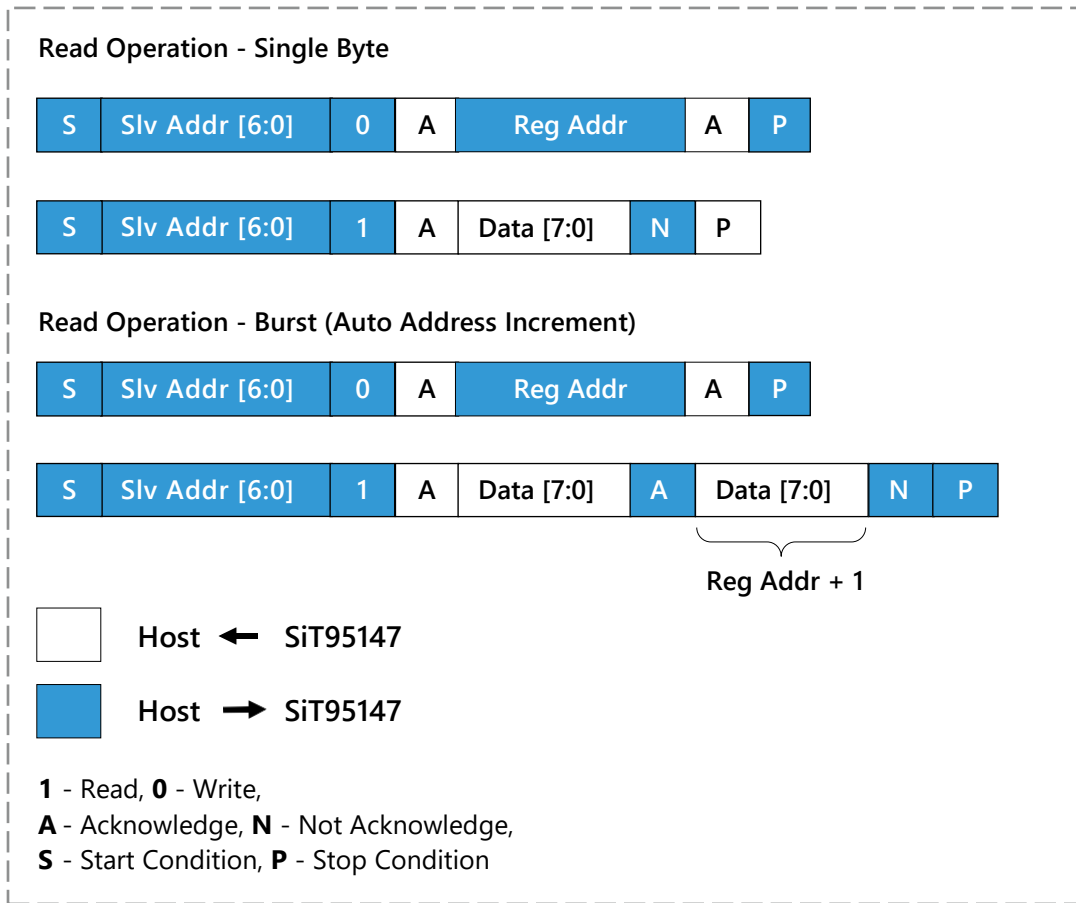 Read Operation - Single Byte
S Slv Addr [6:0] 0 A Reg Addr A P
S Slv Addr [6:0] 1 A Data [7:0] N P
Read Operation - Burst (Auto Address Increment)
S Slv Addr [6:0] 0 A Reg Addr A P
S Slv Addr [6:0] 1 A Data [7:0] A Data [7:0] N P
Reg Addr + 1
Host SiT95147
Host SiT95147
1 - Read, 0 - Write,
A - Acknowledge, N - Not Acknowledge,
S - Start Condition, P - Stop Condition